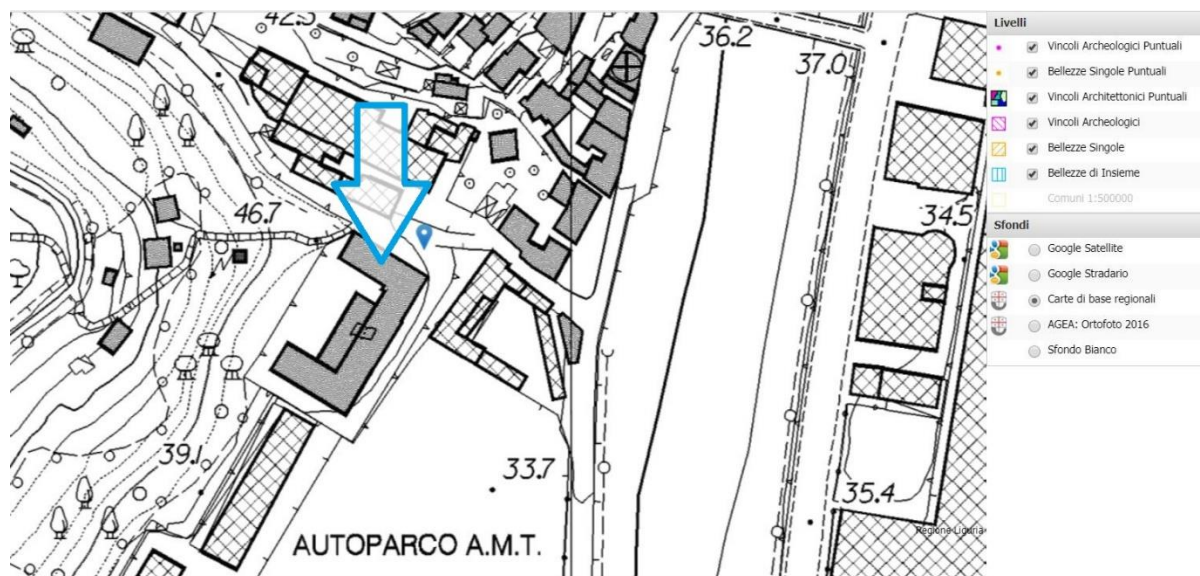 42.5
36.2
37.0
46.7
34.5
39.1
33.7
35.4
AUTOPARCO A.M.T.
Regione Liguria
Livelli
Vincoli Archeologici Puntuali
Bellezze Singole Puntuali
Vincoli Architettonici Puntuali
Vincoli Archeologici
Bellezze Singole
Bellezze di Insieme
Comuni 1:500000
Sfondi
Google Satellite
Google Stradario
Carte di base regionali
AGEA: Ortofoto 2016
Sfondo Bianco